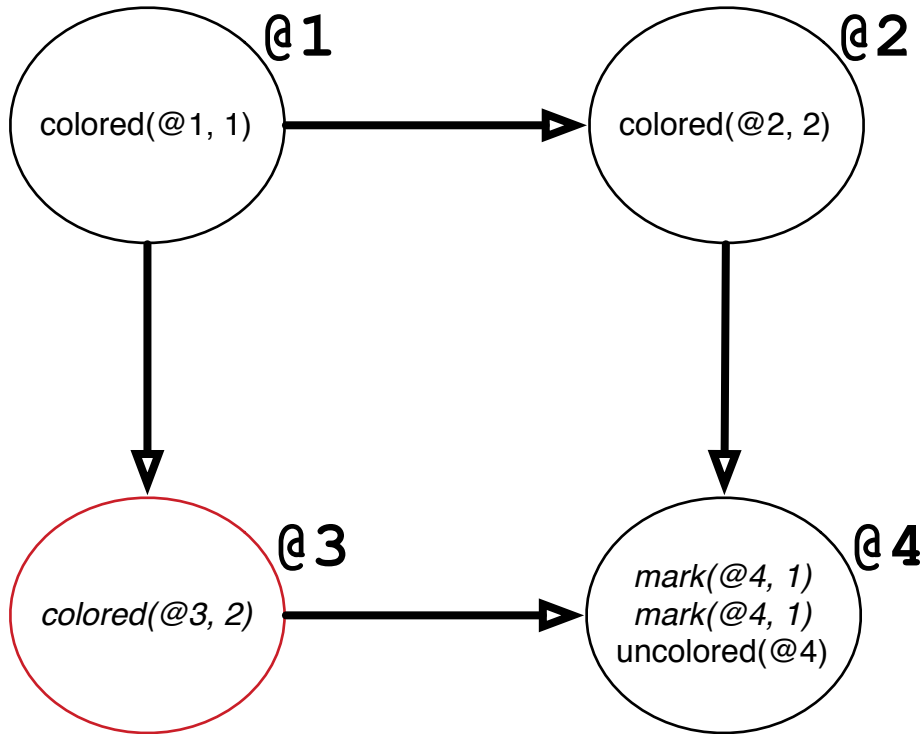 @1
@2
colored(@1, 1)
colored(@2, 2)
@3
@4
colored(@3, 2)
mark(@4, 1)
mark(@4, 1)
uncolored(@4)